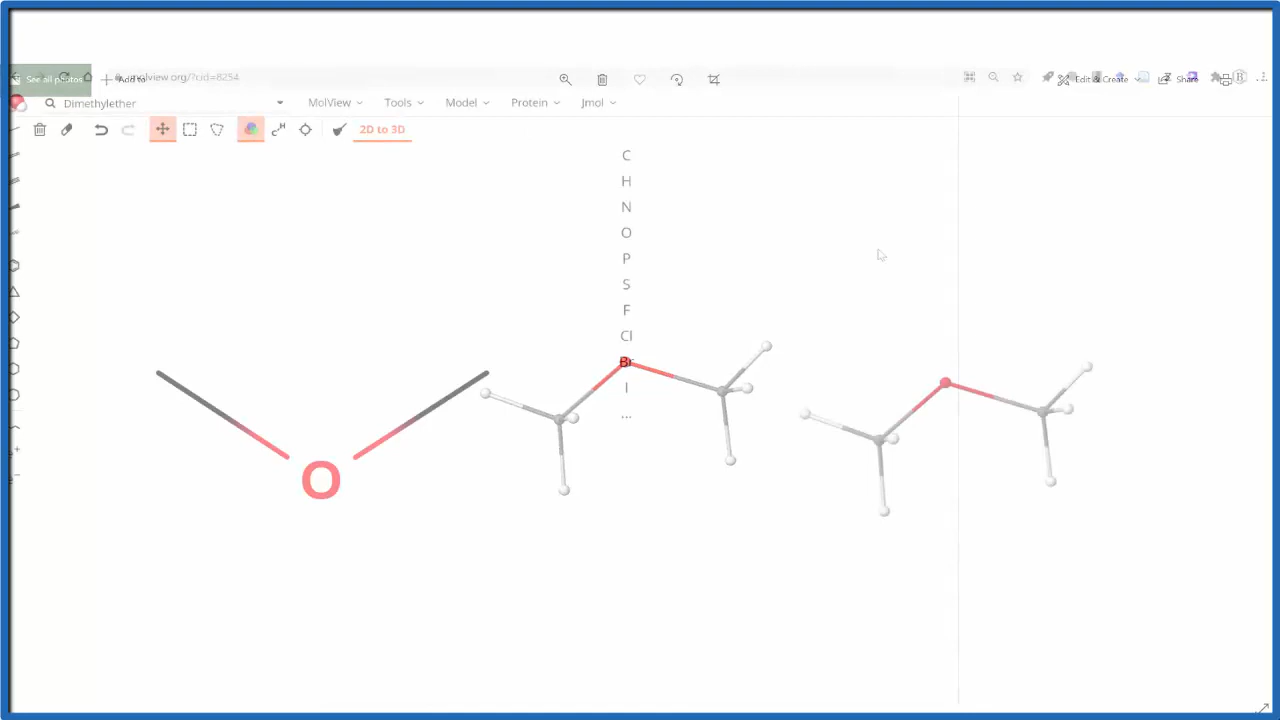 See all photos Add to molview.org/?cid=8254 Edit & Create Share B
Dimethylether MolView Tools Model Protein Jmol
H 2D to 3D
C
H
N
O
P
S
F
Cl
Br
I
...
O